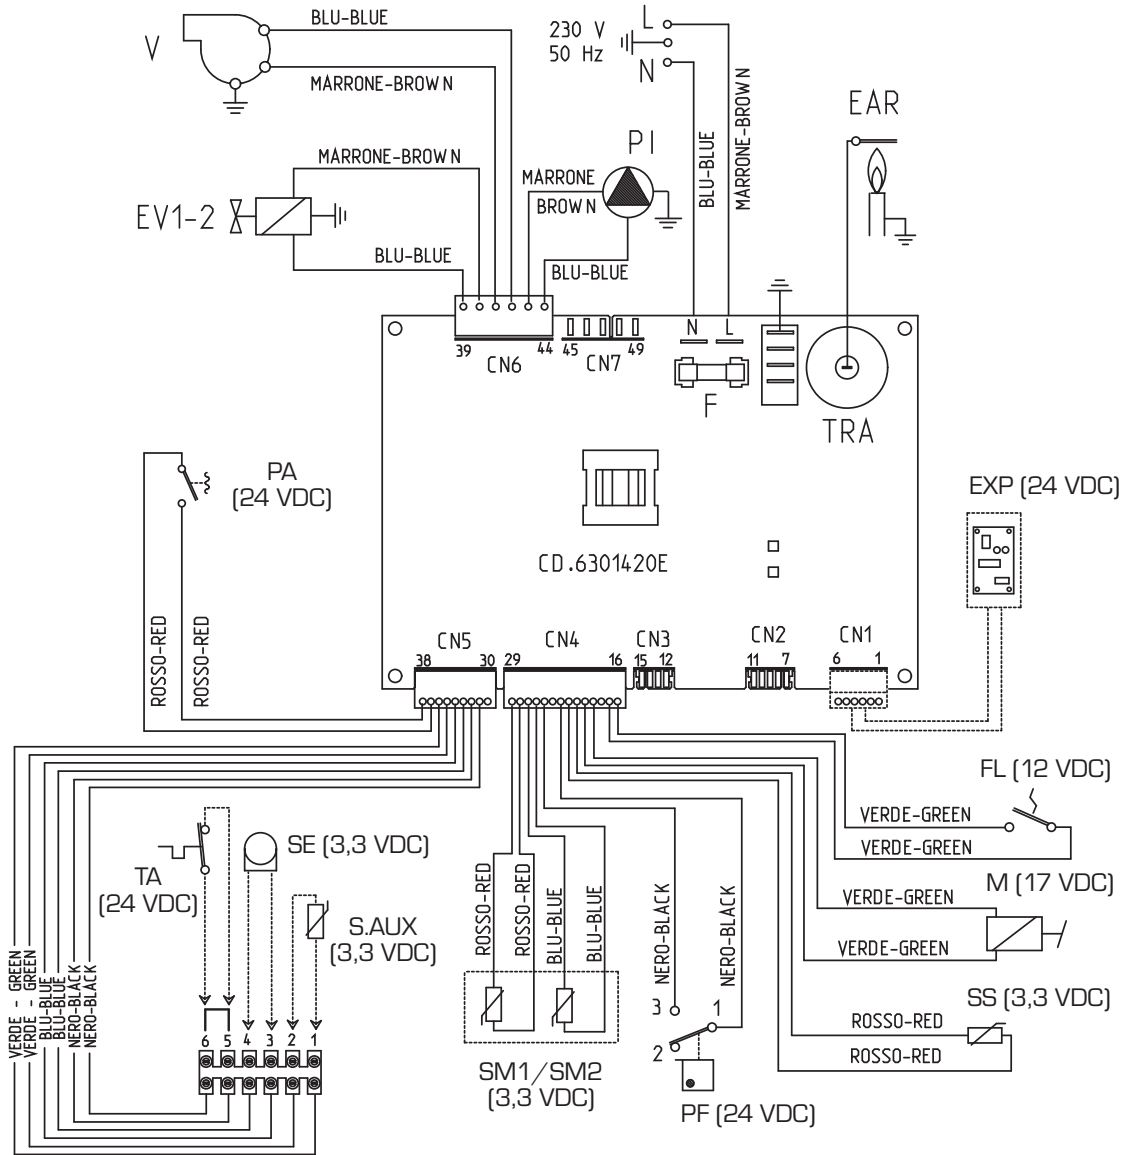 BLU-BLUE
V
MARRONE-BROWN
230 V
50 Hz
L
N
BLU-BLUE
MARRONE-BROWN
EAR
PI
MARRONE-BROWN
MARRONE
BROWN
EV1-2
BLU-BLUE
BLU-BLUE
39
44
45
49
CN6
CN7
N
L
F
TRA
PA
(24 VDC)
ROSSO-RED
ROSSO-RED
EXP (24 VDC)
CD.6301420E
CN5
CN4
CN3
CN2
CN1
38
30
29
16
15
12
11
7
6
1
FL (12 VDC)
VERDE-GREEN
VERDE-GREEN
M (17 VDC)
VERDE-GREEN
VERDE-GREEN
SS (3,3 VDC)
ROSSO-RED
ROSSO-RED
TA
(24 VDC)
SE (3,3 VDC)
S.AUX
(3,3 VDC)
VERDE - GREEN
VERDE - GREEN
BLU-BLUE
BLU-BLUE
NERO-BLACK
NERO-BLACK
6
5
4
3
2
1
ROSSO-RED
ROSSO-RED
BLU-BLUE
BLU-BLUE
SM1/SM2
(3,3 VDC)
NERO-BLACK
NERO-BLACK
3
1
2
PF (24 VDC)